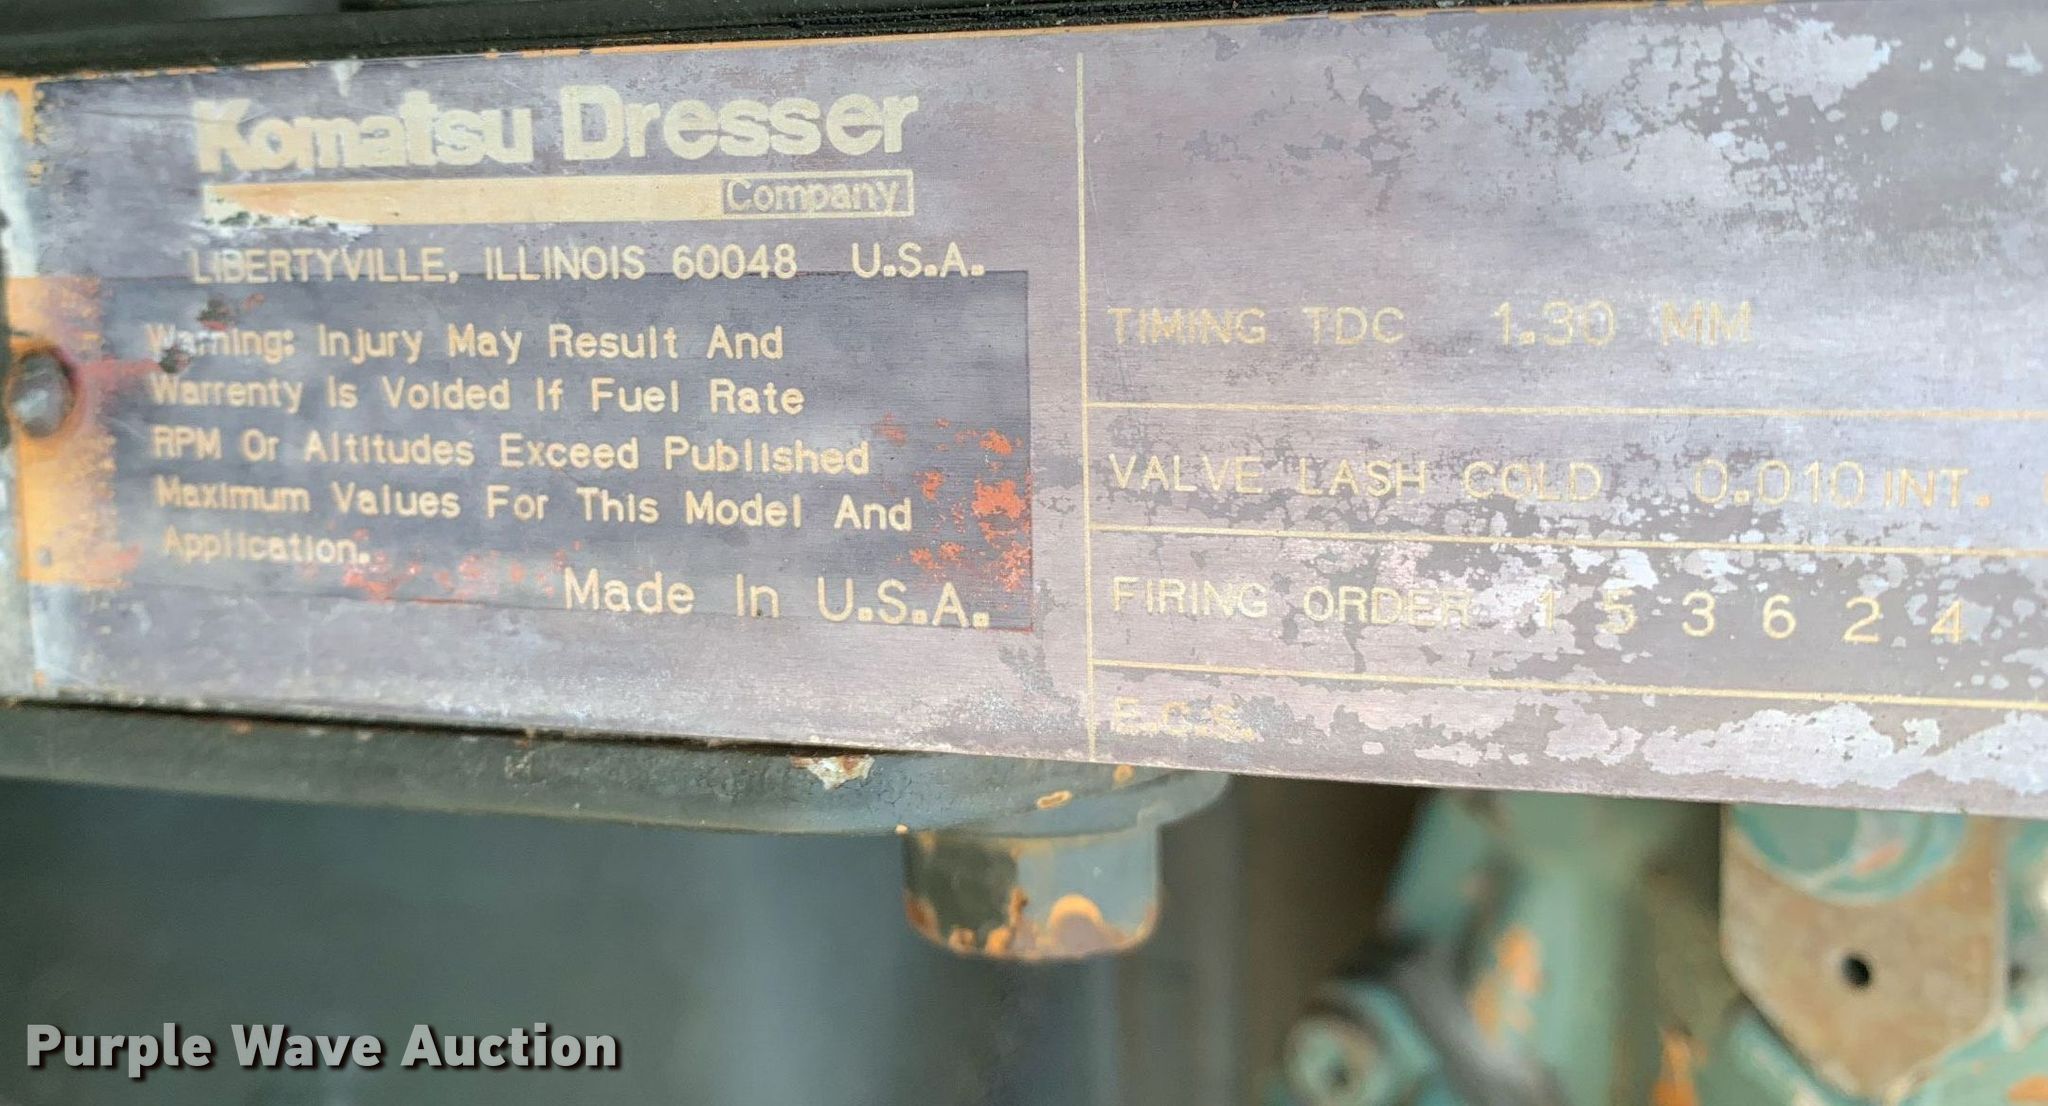 Komatsu Dresser
Company
LIBERTYVILLE, ILLINOIS 60048 U.S.A.
Warning: Injury May Result And
Warrenty Is Voided If Fuel Rate
RPM Or Altitudes Exceed Published
Maximum Values For This Model And
Application.
Made In U.S.A.
TIMING TDC 1.30 MM
VALVE LASH COLD 0.010 INT.
FIRING ORDER 1 5 3 6 2 4
E.C.S.
Purple Wave Auction